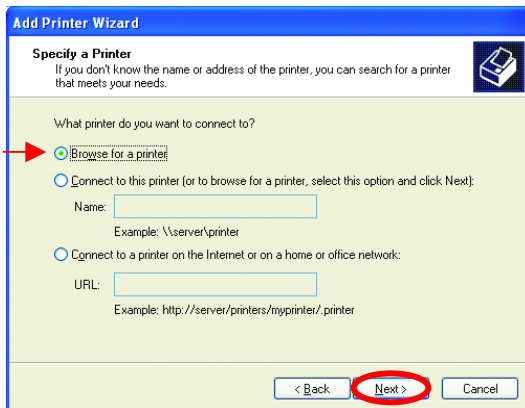 Add Printer Wizard
Specify a Printer
If you don't know the name or address of the printer, you can search for a printer
that meets your needs.
What printer do you want to connect to?
Browse for a printer
Connect to this printer (or to browse for a printer, select this option and click Next):
Name:
Example: \\server\printer
Connect to a printer on the Internet or on a home or office network:
URL:
Example: http://server/printers/myprinter/.printer
< Back
Next >
Cancel